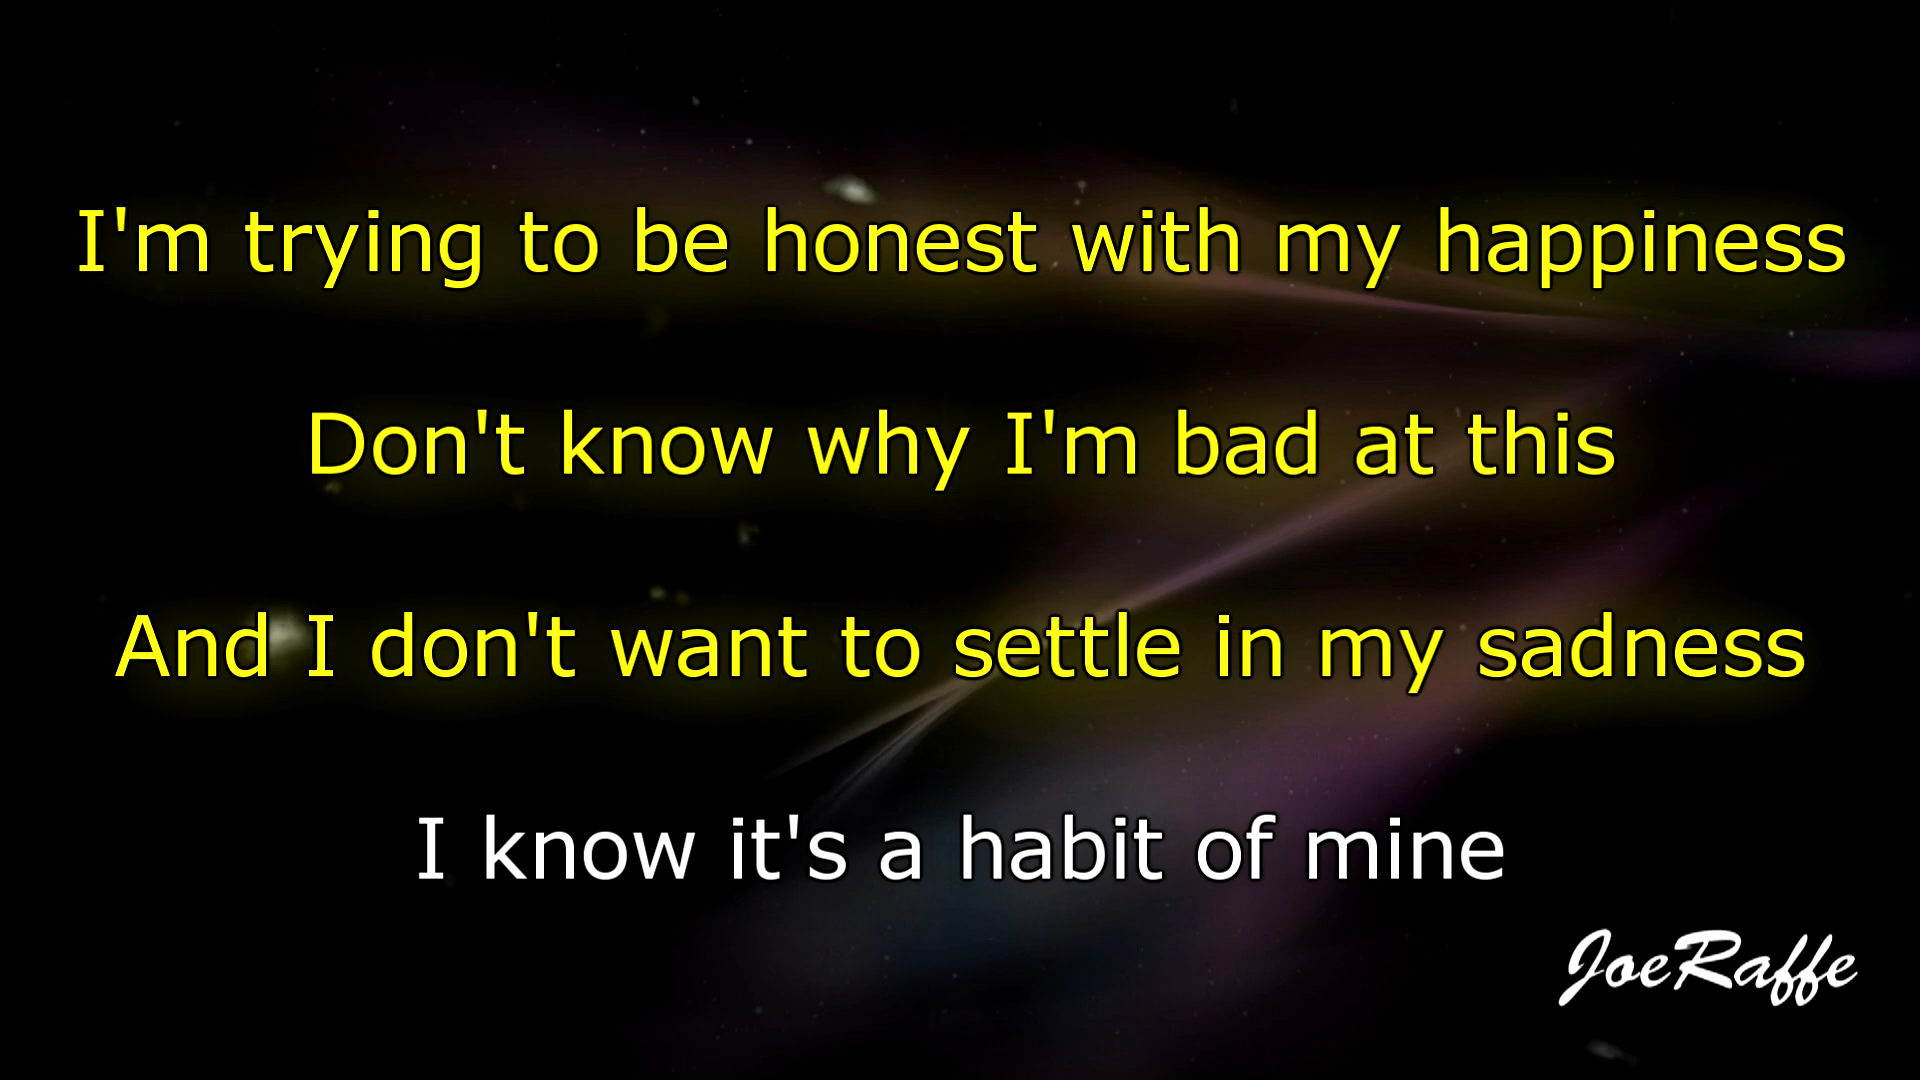 I'm trying to be honest with my happiness
Don't know why I'm bad at this
And I don't want to settle in my sadness
I know it's a habit of mine
JoeRaffe